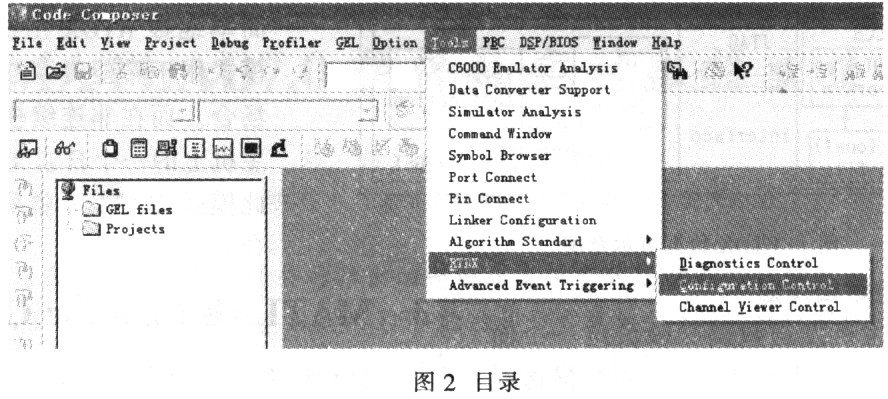 Code Composer
File Edit View Project Debug Profiler GEL Option Tools PBC DSP/BIOS Window Help
C6000 Emulator Analysis
Data Converter Support
Simulator Analysis
Command Window
Symbol Browser
Port Connect
Pin Connect
Linker Configuration
Algorithm Standard
RTDX
Advanced Event Triggering
Diagnostics Control
Configuration Control
Channel Viewer Control
Files
GEL files
Projects
图2 目录